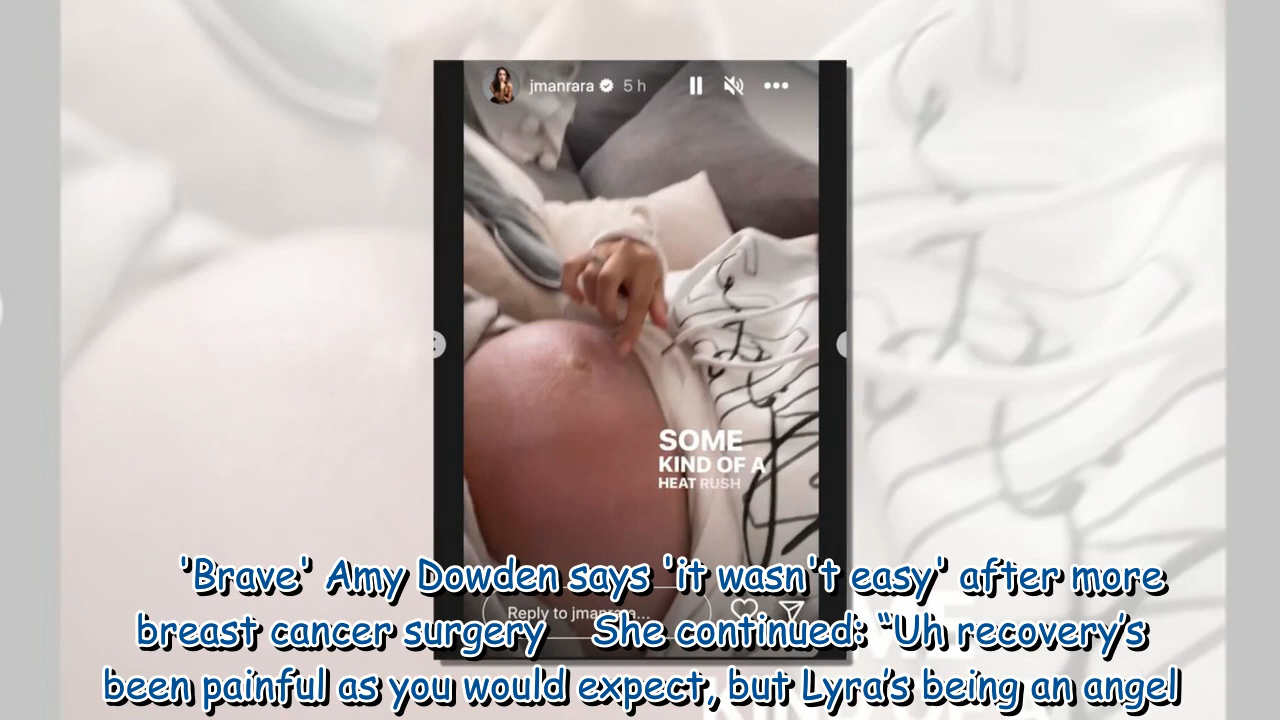 jmanrara 5 h
SOME
KIND OF A
HEAT RUSH
'Brave' Amy Dowden says 'it wasn't easy' after more
Reply to jmanrara...
breast cancer surgery She continued: “Uh recovery’s
been painful as you would expect, but Lyra’s being an angel